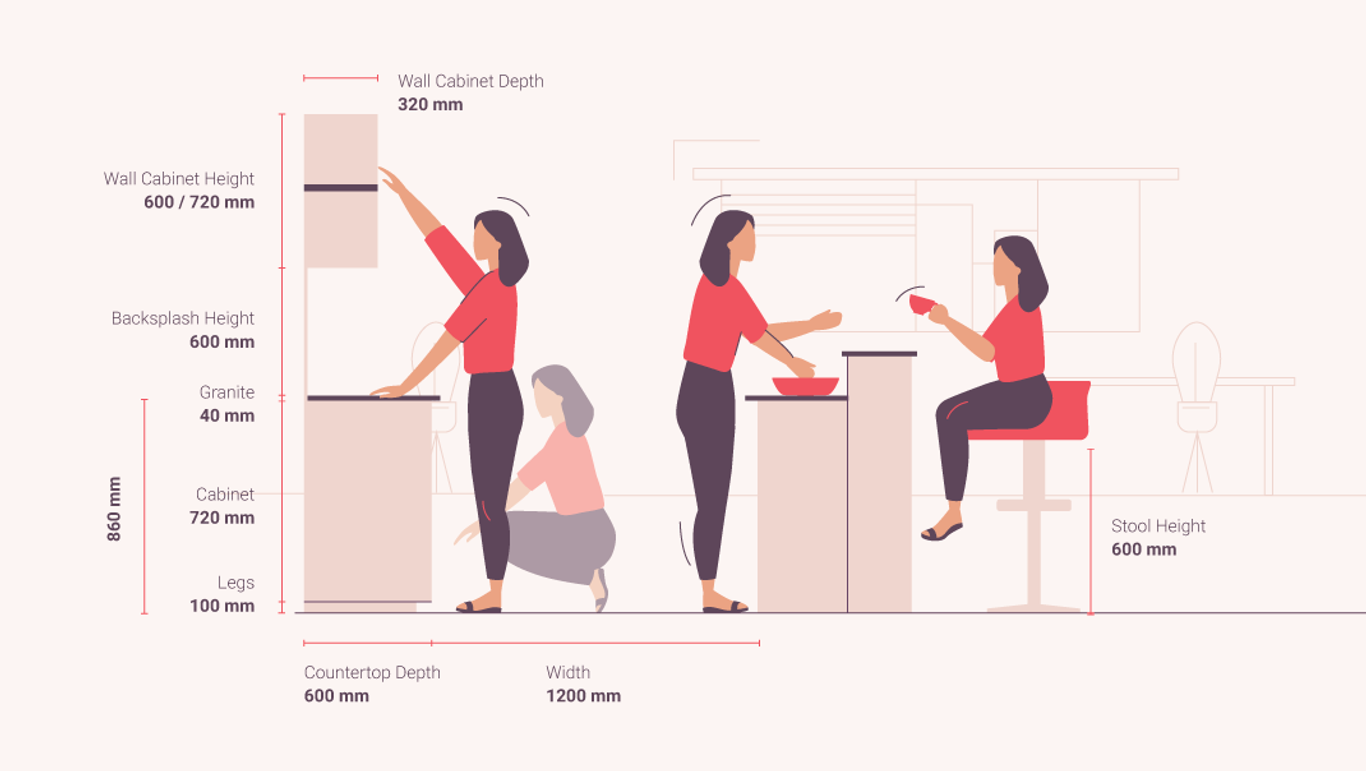 Wall Cabinet Depth
320 mm
Wall Cabinet Height
600 / 720 mm
Backsplash Height
600 mm
Granite
40 mm
860 mm
Cabinet
720 mm
Legs
100 mm
Stool Height
600 mm
Countertop Depth
600 mm
Width
1200 mm